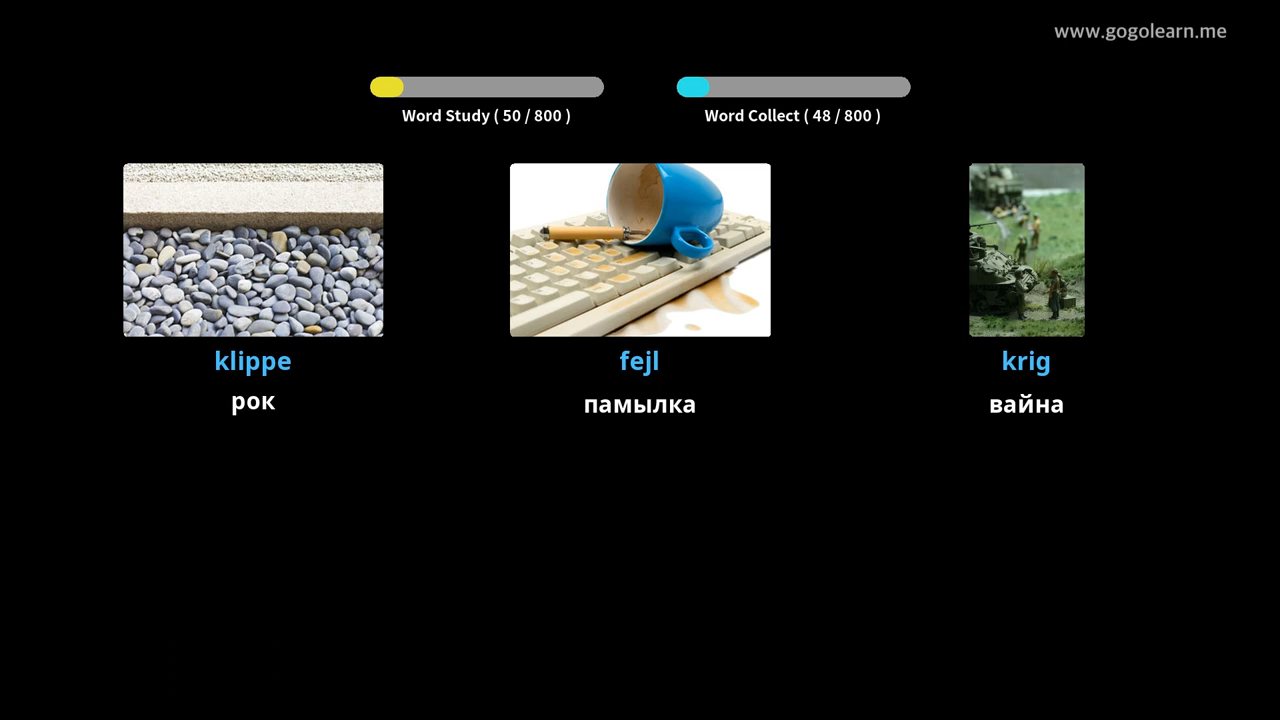 www.gogolearn.me
Word Study ( 50 / 800 )
Word Collect ( 48 / 800 )
klippe
fejl
krig
рок
памылка
вайна